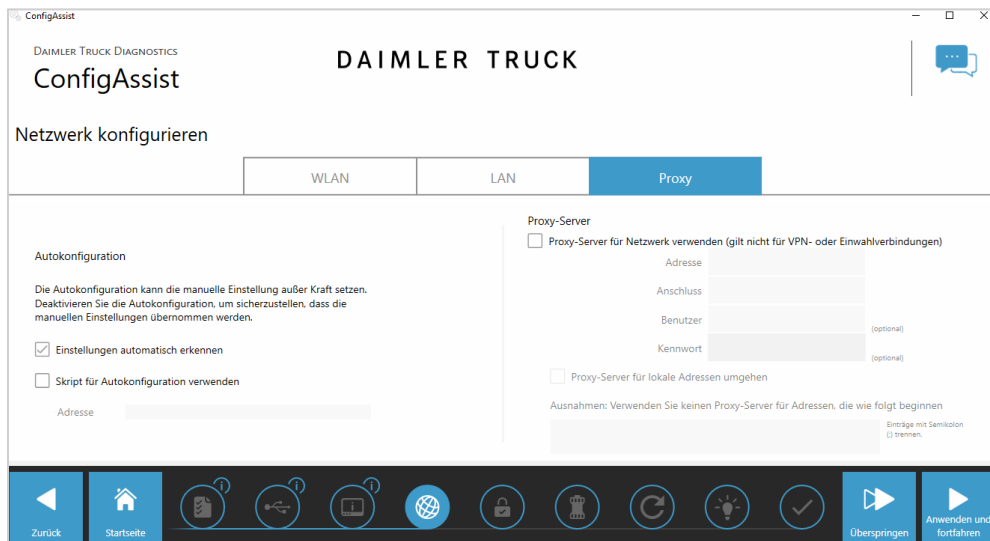 ConfigAssist
DAIMLER TRUCK DIAGNOSTICS
ConfigAssist
DAIMLER TRUCK
Netzwerk konfigurieren
WLAN
LAN
Proxy
Autokonfiguration
Die Autokonfiguration kann die manuelle Einstellung außer Kraft setzen.
Deaktivieren Sie die Autokonfiguration, um sicherzustellen, dass die
manuellen Einstellungen übernommen werden.
Einstellungen automatisch erkennen
Skript für Autokonfiguration verwenden
Adresse
Proxy-Server
Proxy-Server für Netzwerk verwenden (gilt nicht für VPN- oder Einwahlverbindungen)
Adresse
Anschluss
Benutzer
(optional)
Kennwort
(optional)
Proxy-Server für lokale Adressen umgehen
Ausnahmen: Verwenden Sie keinen Proxy-Server für Adressen, die wie folgt beginnen
Einträge mit Semikolon
(;) trennen.
Zurück
Startseite
Überspringen
Anwenden und
fortfahren